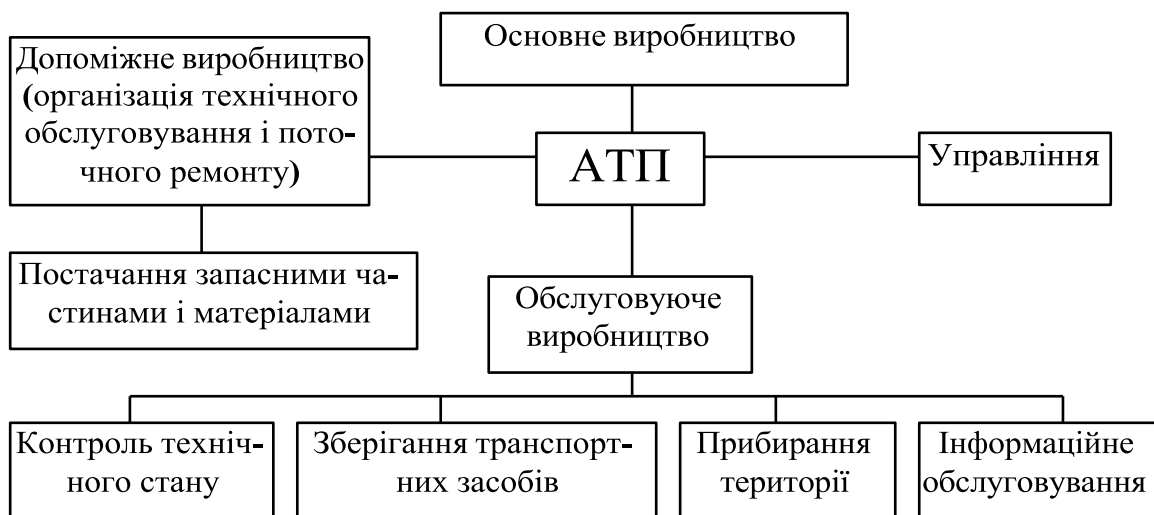 Основне виробництво
Допоміжне виробництво
(організація технічного
обслуговування і пото-
чного ремонту)
АТП
Управління
Постачання запасними ча-
стинами і матеріалами
Обслуговуюче
виробництво
Контроль техніч-
ного стану
Зберігання транспорт-
них засобів
Прибирання
території
Інформаційне
обслуговування